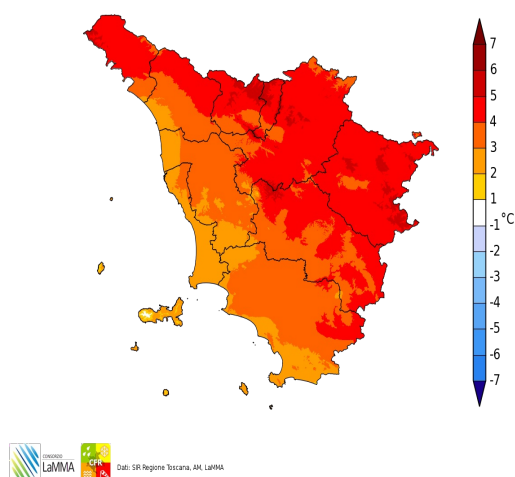 7
6
5
4
3
2
1
-1
°C
-2
-3
-4
-5
-6
-7
CONSORZIO
LaMMA
CFR
Dati: SIR Regione Toscana, AM, LaMMA